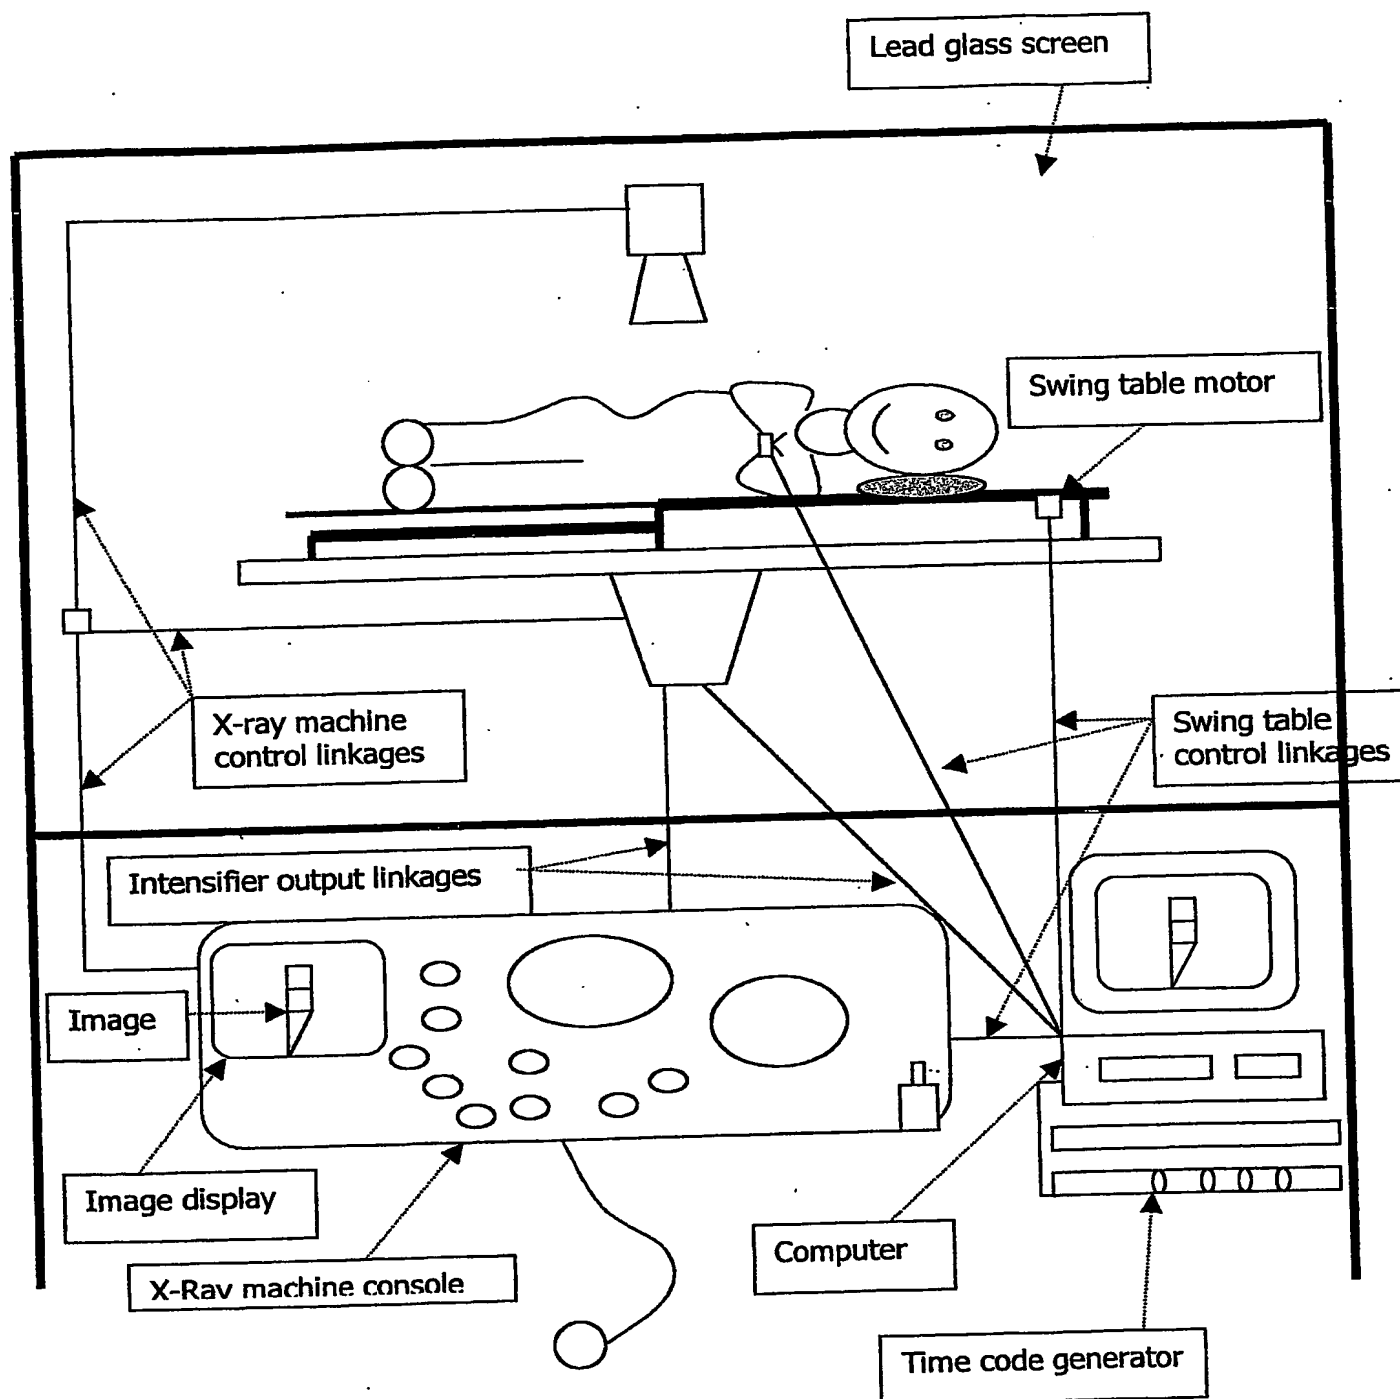 Lead glass screen
Swing table motor
X-ray machine
control linkages
Swing table
control linkages
Intensifier output linkages
Image
Image display
X-Ray machine console
Computer
Time code generator